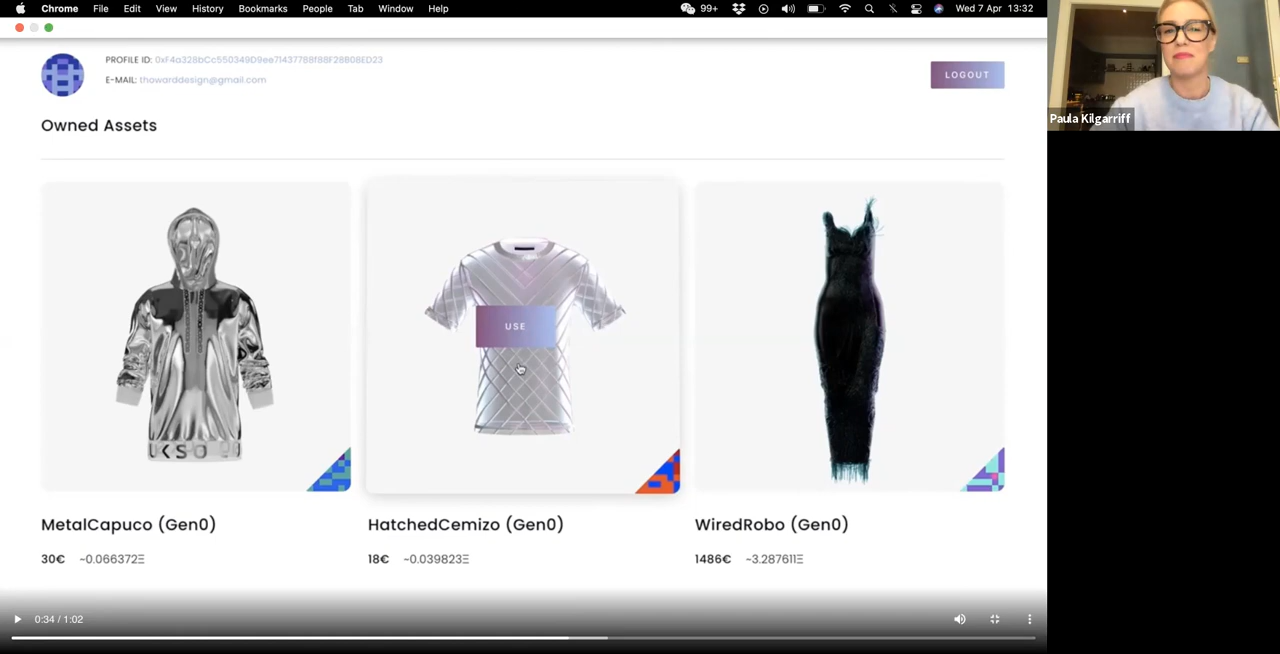 Chrome File Edit View History Bookmarks People Tab Window Help 99+ Wed 7 Apr 13:32
PROFILE ID: 0xF4a328bCc550349D9ee71437788f88F28B08ED23
E-MAIL: thowarddesign@gmail.com
LOGOUT
Paula Kilgarriff
Owned Assets
USE
UKSO
MetalCapuco (Gen0) HatchedCemizo (Gen0) WiredRobo (Gen0)
30€ ~0.066372Ξ 18€ ~0.039823Ξ 1486€ ~3.287611Ξ
0:34 / 1:02